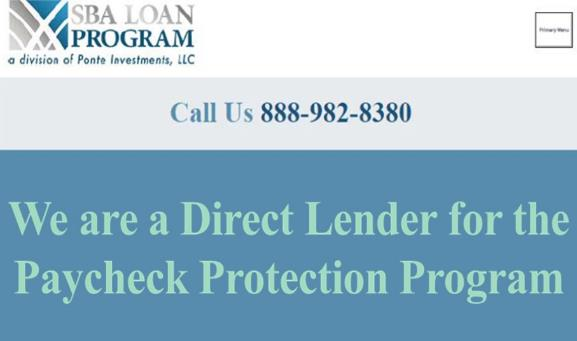 SBA LOAN
PROGRAM
a division of Ponte Investments, LLC
Primary Menu
Call Us 888-982-8380
We are a Direct Lender for the
Paycheck Protection Program